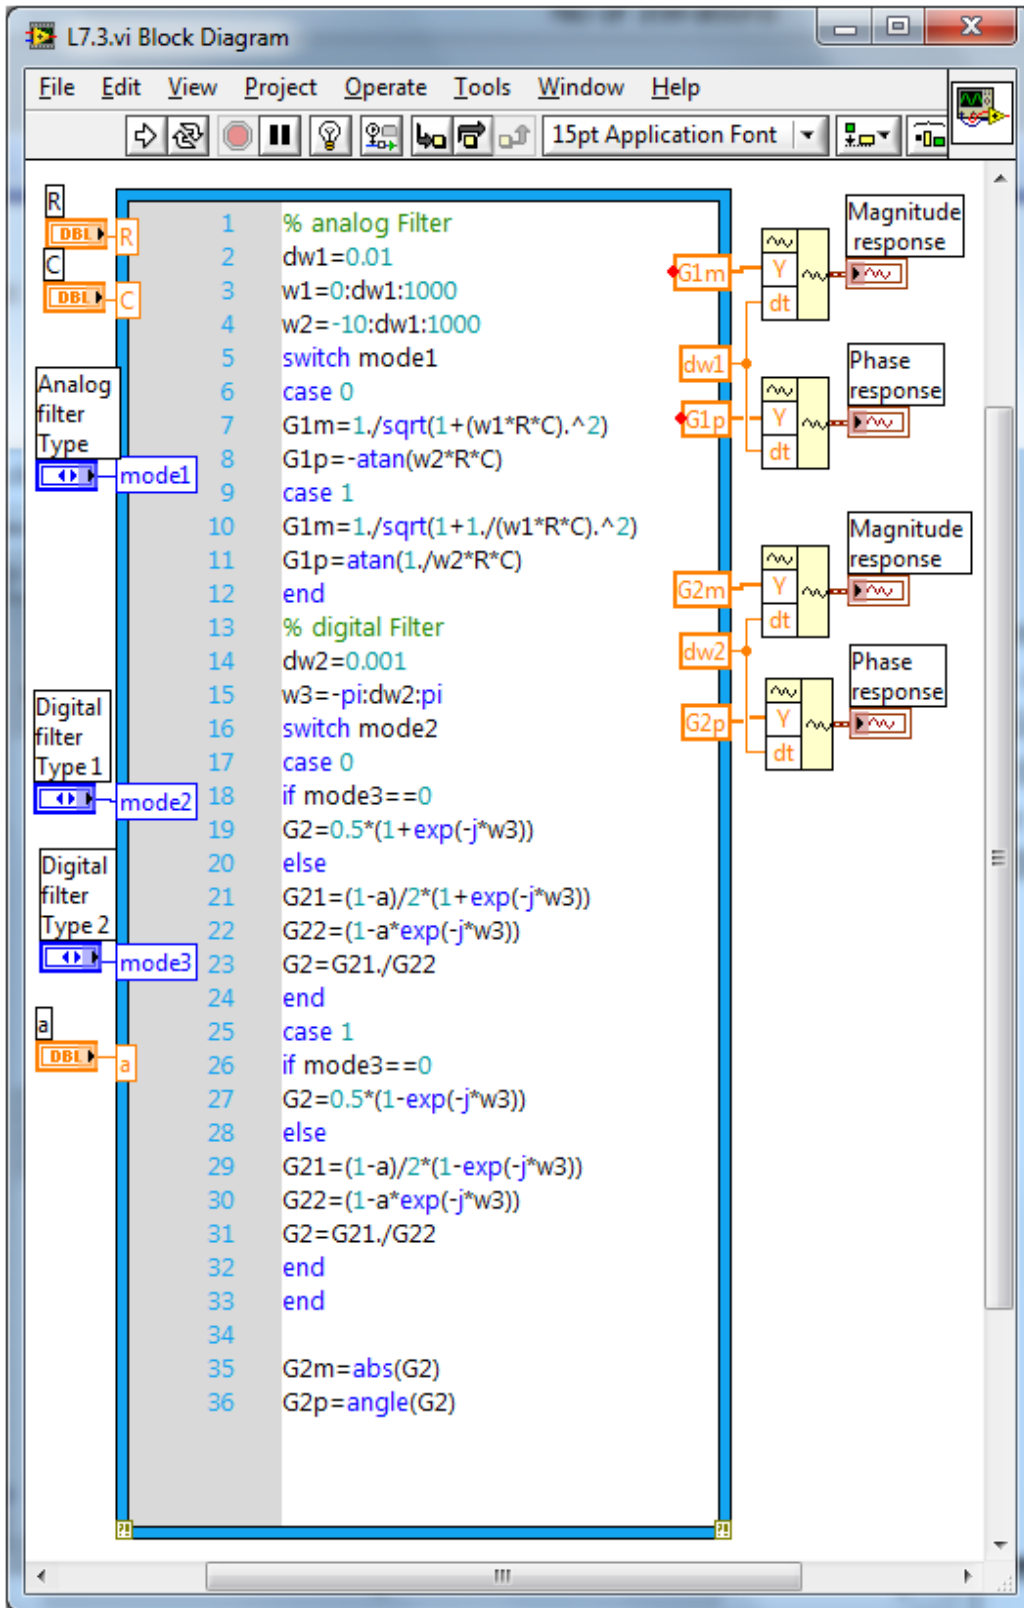 L7.3.vi Block Diagram
File Edit View Project Operate Tools Window Help
15pt Application Font
R
DBL
R
C
DBL
C
Analog
filter
Type
mode1
Digital
filter
Type 1
mode2
Digital
filter
Type 2
mode3
a
DBL
a
1 % analog Filter
2 dw1=0.01
3 w1=0:dw1:1000
4 w2=-10:dw1:1000
5 switch mode1
6 case 0
7 G1m=1./sqrt(1+(w1*R*C).^2)
8 G1p=-atan(w2*R*C)
9 case 1
10 G1m=1./sqrt(1+1./(w1*R*C).^2)
11 G1p=atan(1./w2*R*C)
12 end
13 % digital Filter
14 dw2=0.001
15 w3=-pi:dw2:pi
16 switch mode2
17 case 0
18 if mode3==0
19 G2=0.5*(1+exp(-j*w3))
20 else
21 G21=(1-a)/2*(1+exp(-j*w3))
22 G22=(1-a*exp(-j*w3))
23 G2=G21./G22
24 end
25 case 1
26 if mode3==0
27 G2=0.5*(1-exp(-j*w3))
28 else
29 G21=(1-a)/2*(1-exp(-j*w3))
30 G22=(1-a*exp(-j*w3))
31 G2=G21./G22
32 end
33 end
34
35 G2m=abs(G2)
36 G2p=angle(G2)
G1m
dw1
G1p
G2m
dw2
G2p
Y
dt
Magnitude
response
Y
dt
Phase
response
Y
dt
Magnitude
response
Y
dt
Phase
response